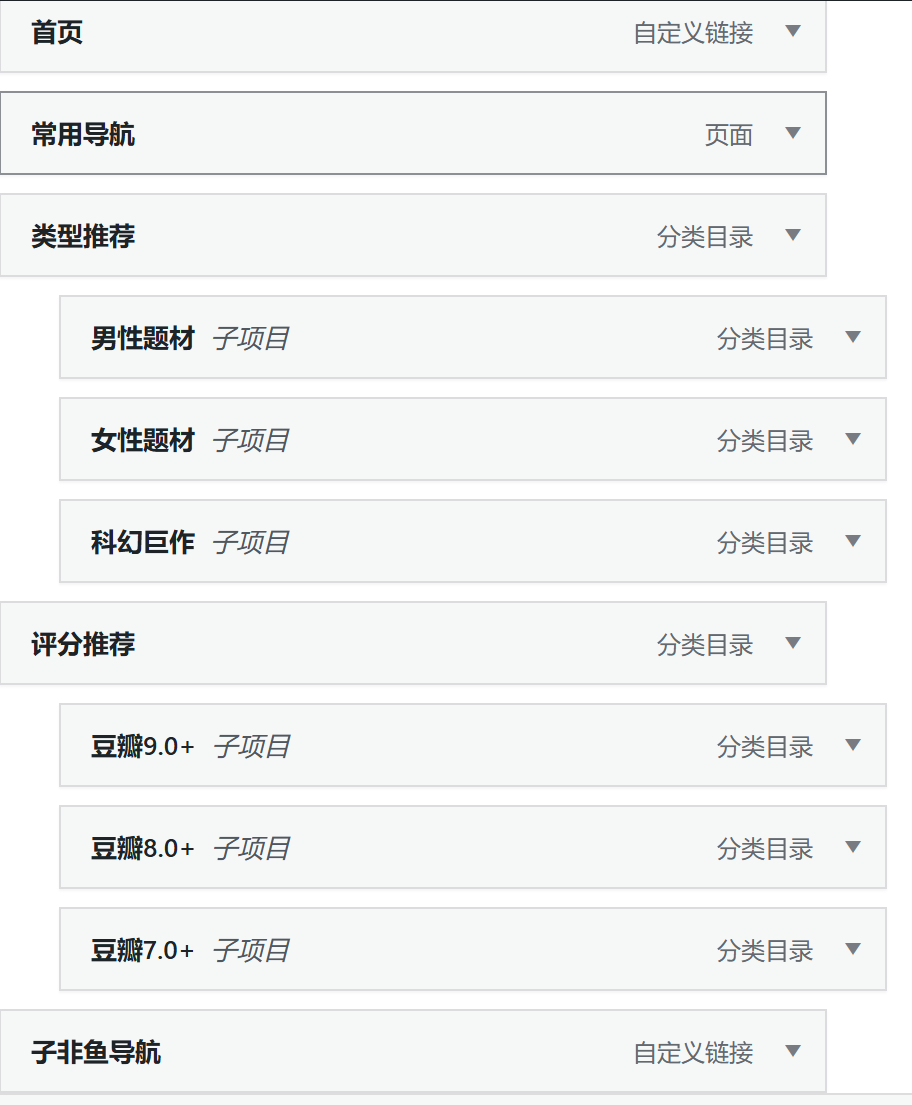 首页 自定义链接
常用导航 页面
类型推荐 分类目录
男性题材 子项目 分类目录
女性题材 子项目 分类目录
科幻巨作 子项目 分类目录
评分推荐 分类目录
豆瓣9.0+ 子项目 分类目录
豆瓣8.0+ 子项目 分类目录
豆瓣7.0+ 子项目 分类目录
子非鱼导航 自定义链接